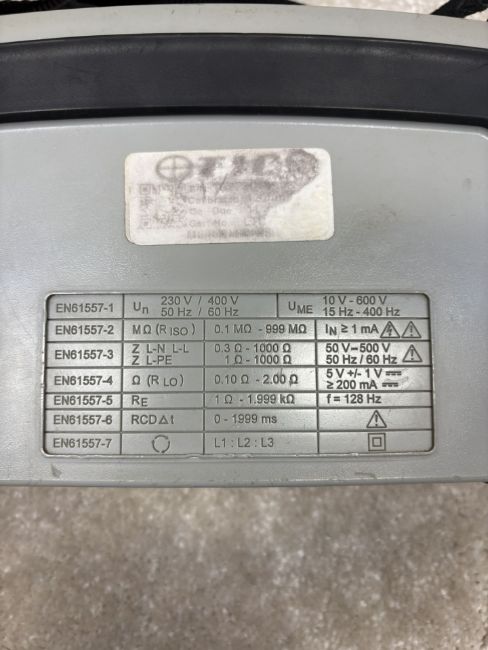 TICS
EN61557-1 Un 230 V / 400 V UME 10 V - 600 V
50 Hz / 60 Hz 15 Hz - 400 Hz
EN61557-2 MΩ (R ISO) 0.1 MΩ - 999 MΩ IN ≥ 1 mA
EN61557-3 Z L-N L-L 0.3 Ω - 1000 Ω 50 V - 500 V
Z L-PE 1 Ω - 1000 Ω 50 Hz / 60 Hz
EN61557-4 Ω (R LO) 0.10 Ω - 2.00 Ω 5 V +/- 1 V
≥ 200 mA
EN61557-5 RE 1 Ω - 1.999 kΩ f = 128 Hz
EN61557-6 RCD Δ t 0 - 1999 ms
EN61557-7 L1 : L2 : L3